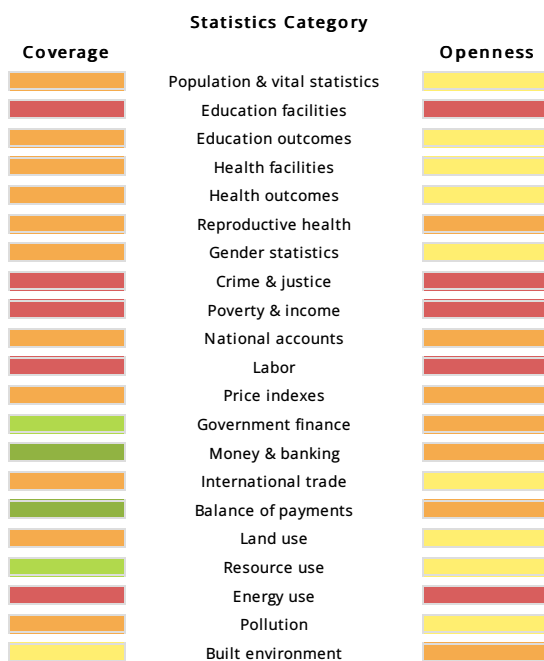 Statistics Category
Coverage Openness
Population & vital statistics
Education facilities
Education outcomes
Health facilities
Health outcomes
Reproductive health
Gender statistics
Crime & justice
Poverty & income
National accounts
Labor
Price indexes
Government finance
Money & banking
International trade
Balance of payments
Land use
Resource use
Energy use
Pollution
Built environment